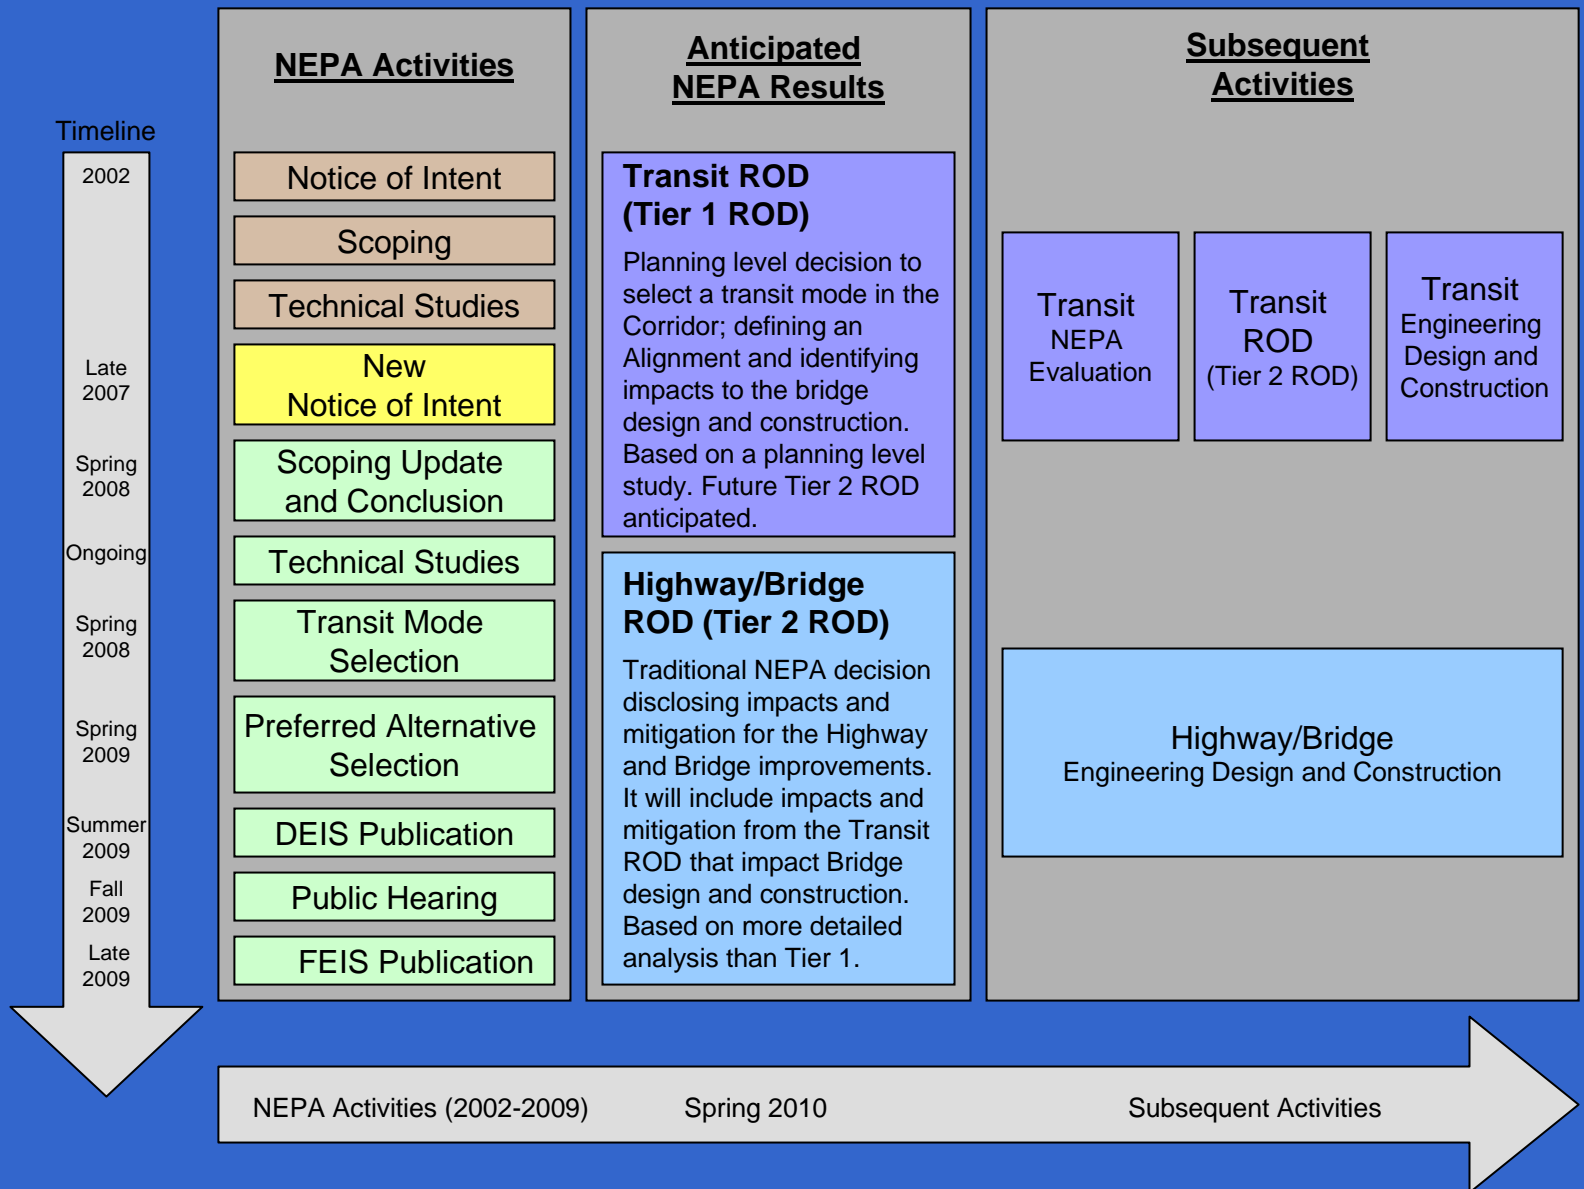 NEPA Activities
Anticipated
NEPA Results
Subsequent
Activities
Timeline
2002
Late
2007
Spring
2008
Ongoing
Spring
2008
Spring
2009
Summer
2009
Fall
2009
Late
2009
Notice of Intent
Scoping
Technical Studies
New
Notice of Intent
Scoping Update
and Conclusion
Technical Studies
Transit Mode
Selection
Preferred Alternative
Selection
DEIS Publication
Public Hearing
FEIS Publication
Transit ROD
(Tier 1 ROD)
Planning level decision to
select a transit mode in the
Corridor; defining an
Alignment and identifying
impacts to the bridge
design and construction.
Based on a planning level
study. Future Tier 2 ROD
anticipated.
Highway/Bridge
ROD (Tier 2 ROD)
Traditional NEPA decision
disclosing impacts and
mitigation for the Highway
and Bridge improvements.
It will include impacts and
mitigation from the Transit
ROD that impact Bridge
design and construction.
Based on more detailed
analysis than Tier 1.
Transit
NEPA
Evaluation
Transit
ROD
(Tier 2 ROD)
Transit
Engineering
Design and
Construction
Highway/Bridge
Engineering Design and Construction
NEPA Activities (2002-2009)
Spring 2010
Subsequent Activities